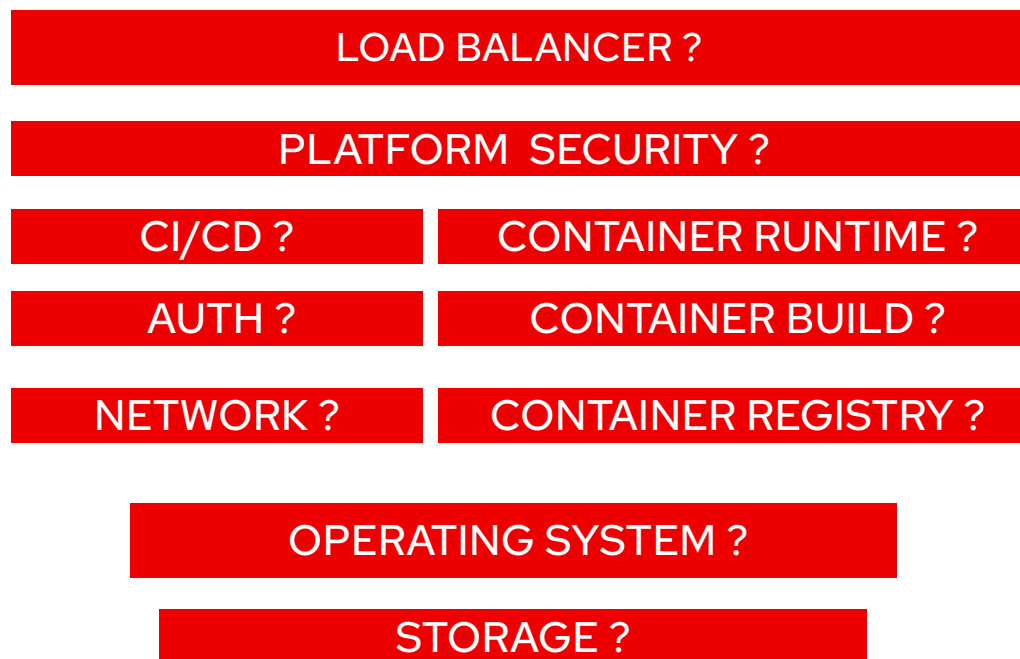 LOAD BALANCER ?
PLATFORM SECURITY ?
CI/CD ?
CONTAINER RUNTIME ?
AUTH ?
CONTAINER BUILD ?
NETWORK ?
CONTAINER REGISTRY ?
OPERATING SYSTEM ?
STORAGE ?